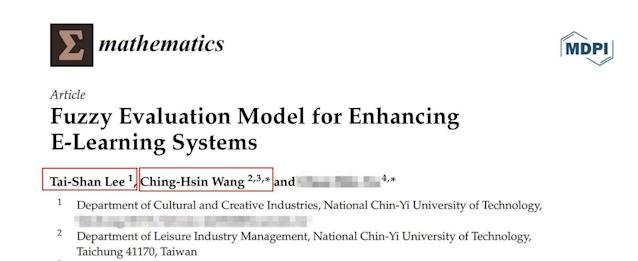 Σ mathematics
MDPI
Article
Fuzzy Evaluation Model for Enhancing
E-Learning Systems
Tai-Shan Lee 1, Ching-Hsin Wang 2,3,* and 4,*
1 Department of Cultural and Creative Industries, National Chin-Yi University of Technology,
2 Department of Leisure Industry Management, National Chin-Yi University of Technology,
Taichung 41170, Taiwan